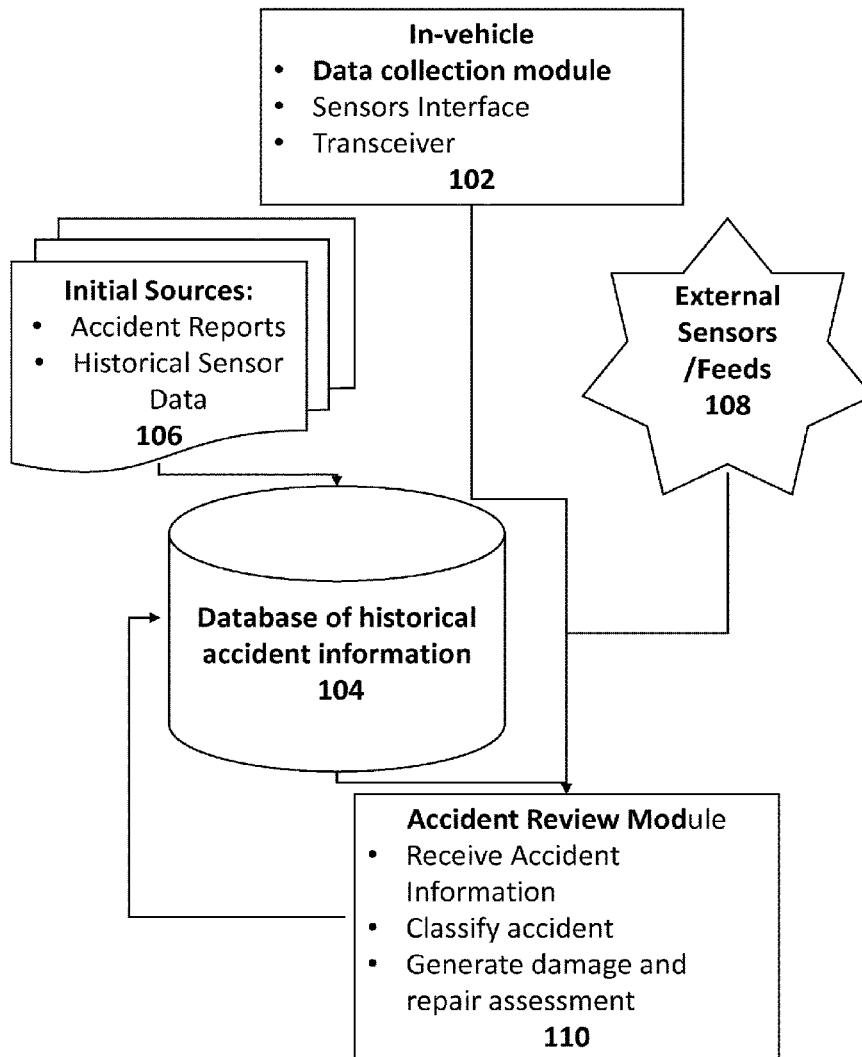 In-vehicle
• Data collection module
• Sensors Interface
• Transceiver
102
Initial Sources:
• Accident Reports
• Historical Sensor
Data
106
External
Sensors
/Feeds
108
Database of historical
accident information
104
Accident Review Module
• Receive Accident
Information
• Classify accident
• Generate damage and
repair assessment
110